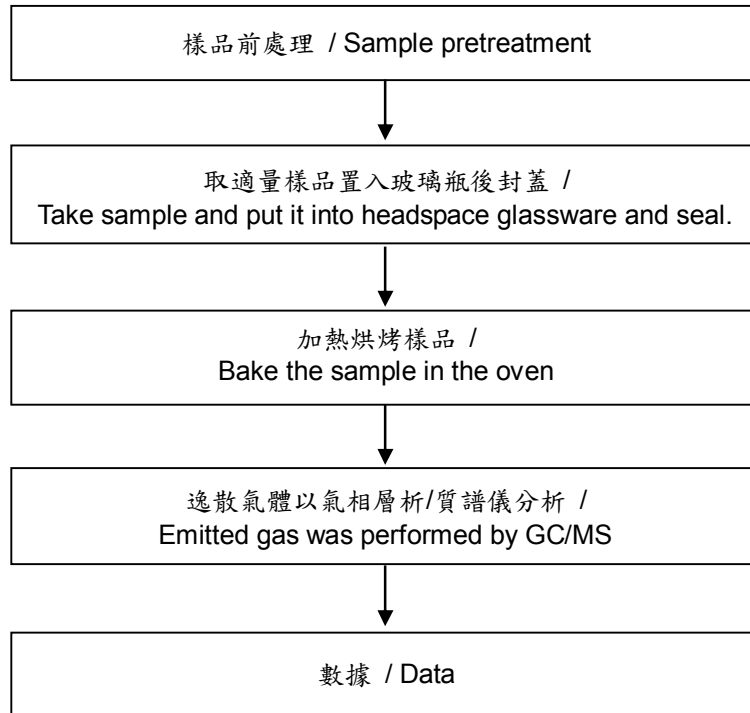 樣品前處理 / Sample pretreatment
取適量樣品置入玻璃瓶後封蓋 /
Take sample and put it into headspace glassware and seal.
加熱烘烤樣品 /
Bake the sample in the oven
逸散氣體以氣相層析/質譜儀分析 /
Emitted gas was performed by GC/MS
數據 / Data